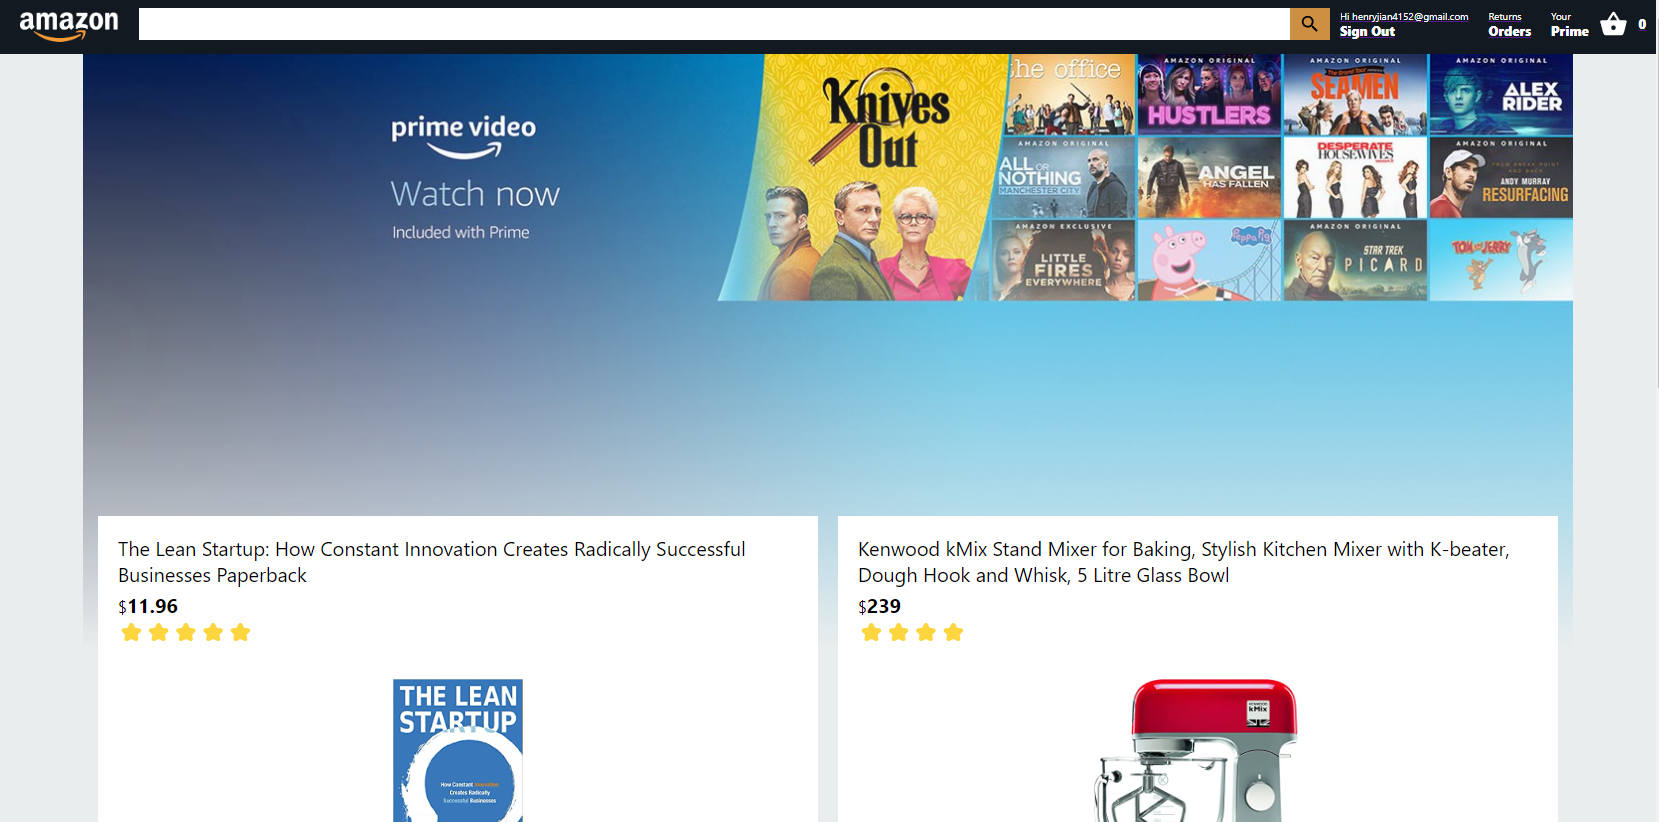 amazon
Hi henryjian4152@gmail.com
Sign Out
Returns
Orders
Your
Prime
0
prime video
Watch now
Included with Prime
Knives
Out
the office
AMAZON ORIGINAL
HUSTLERS
AMAZON ORIGINAL
The Grand Tour
SEAMEN
AMAZON ORIGINAL
ALEX
RIDER
AMAZON ORIGINAL
ALL OR
NOTHING
MANCHESTER CITY
ANGEL
HAS FALLEN
DESPERATE
HOUSEWIVES
AMAZON ORIGINAL
ANDY MURRAY
RESURFACING
AMAZON EXCLUSIVE
LITTLE
FIRES
EVERYWHERE
Peppa Pig
AMAZON ORIGINAL
STAR TREK
PICARD
TOM and JERRY
The Lean Startup: How Constant Innovation Creates Radically Successful
Businesses Paperback
$11.96
THE LEAN
STARTUP
How Constant Innovation
Creates Radically
Successful Businesses
Kenwood kMix Stand Mixer for Baking, Stylish Kitchen Mixer with K-beater,
Dough Hook and Whisk, 5 Litre Glass Bowl
$239
KENWOOD
kMix